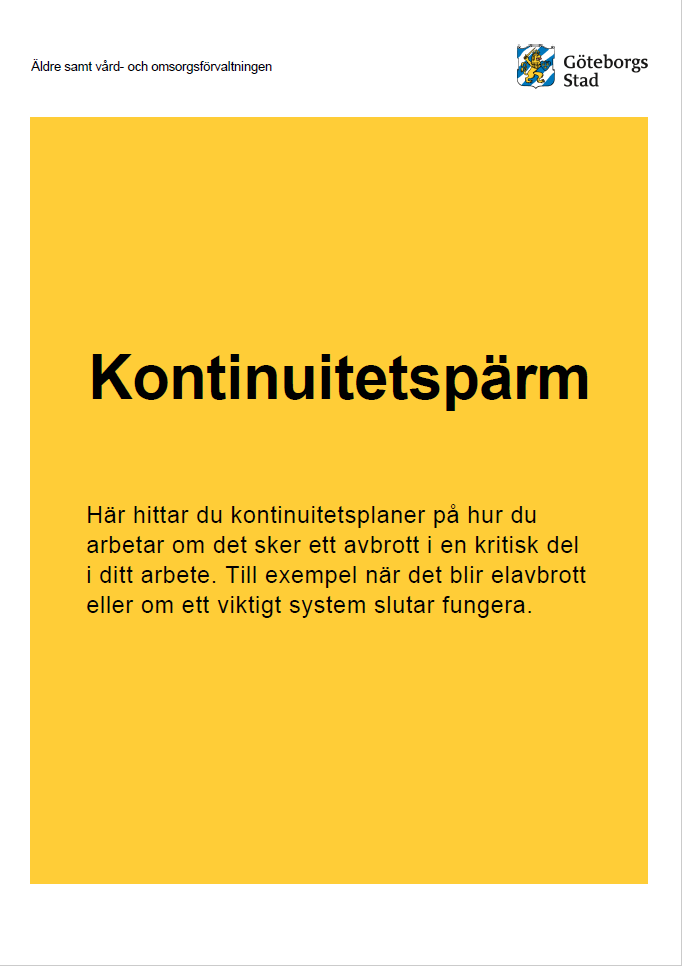 Äldre samt vård- och omsorgsförvaltningen
Göteborgs
Stad
Kontinuitetspärm
Här hittar du kontinuitetsplaner på hur du
arbetar om det sker ett avbrott i en kritisk del
i ditt arbete. Till exempel när det blir elavbrott
eller om ett viktigt system slutar fungera.